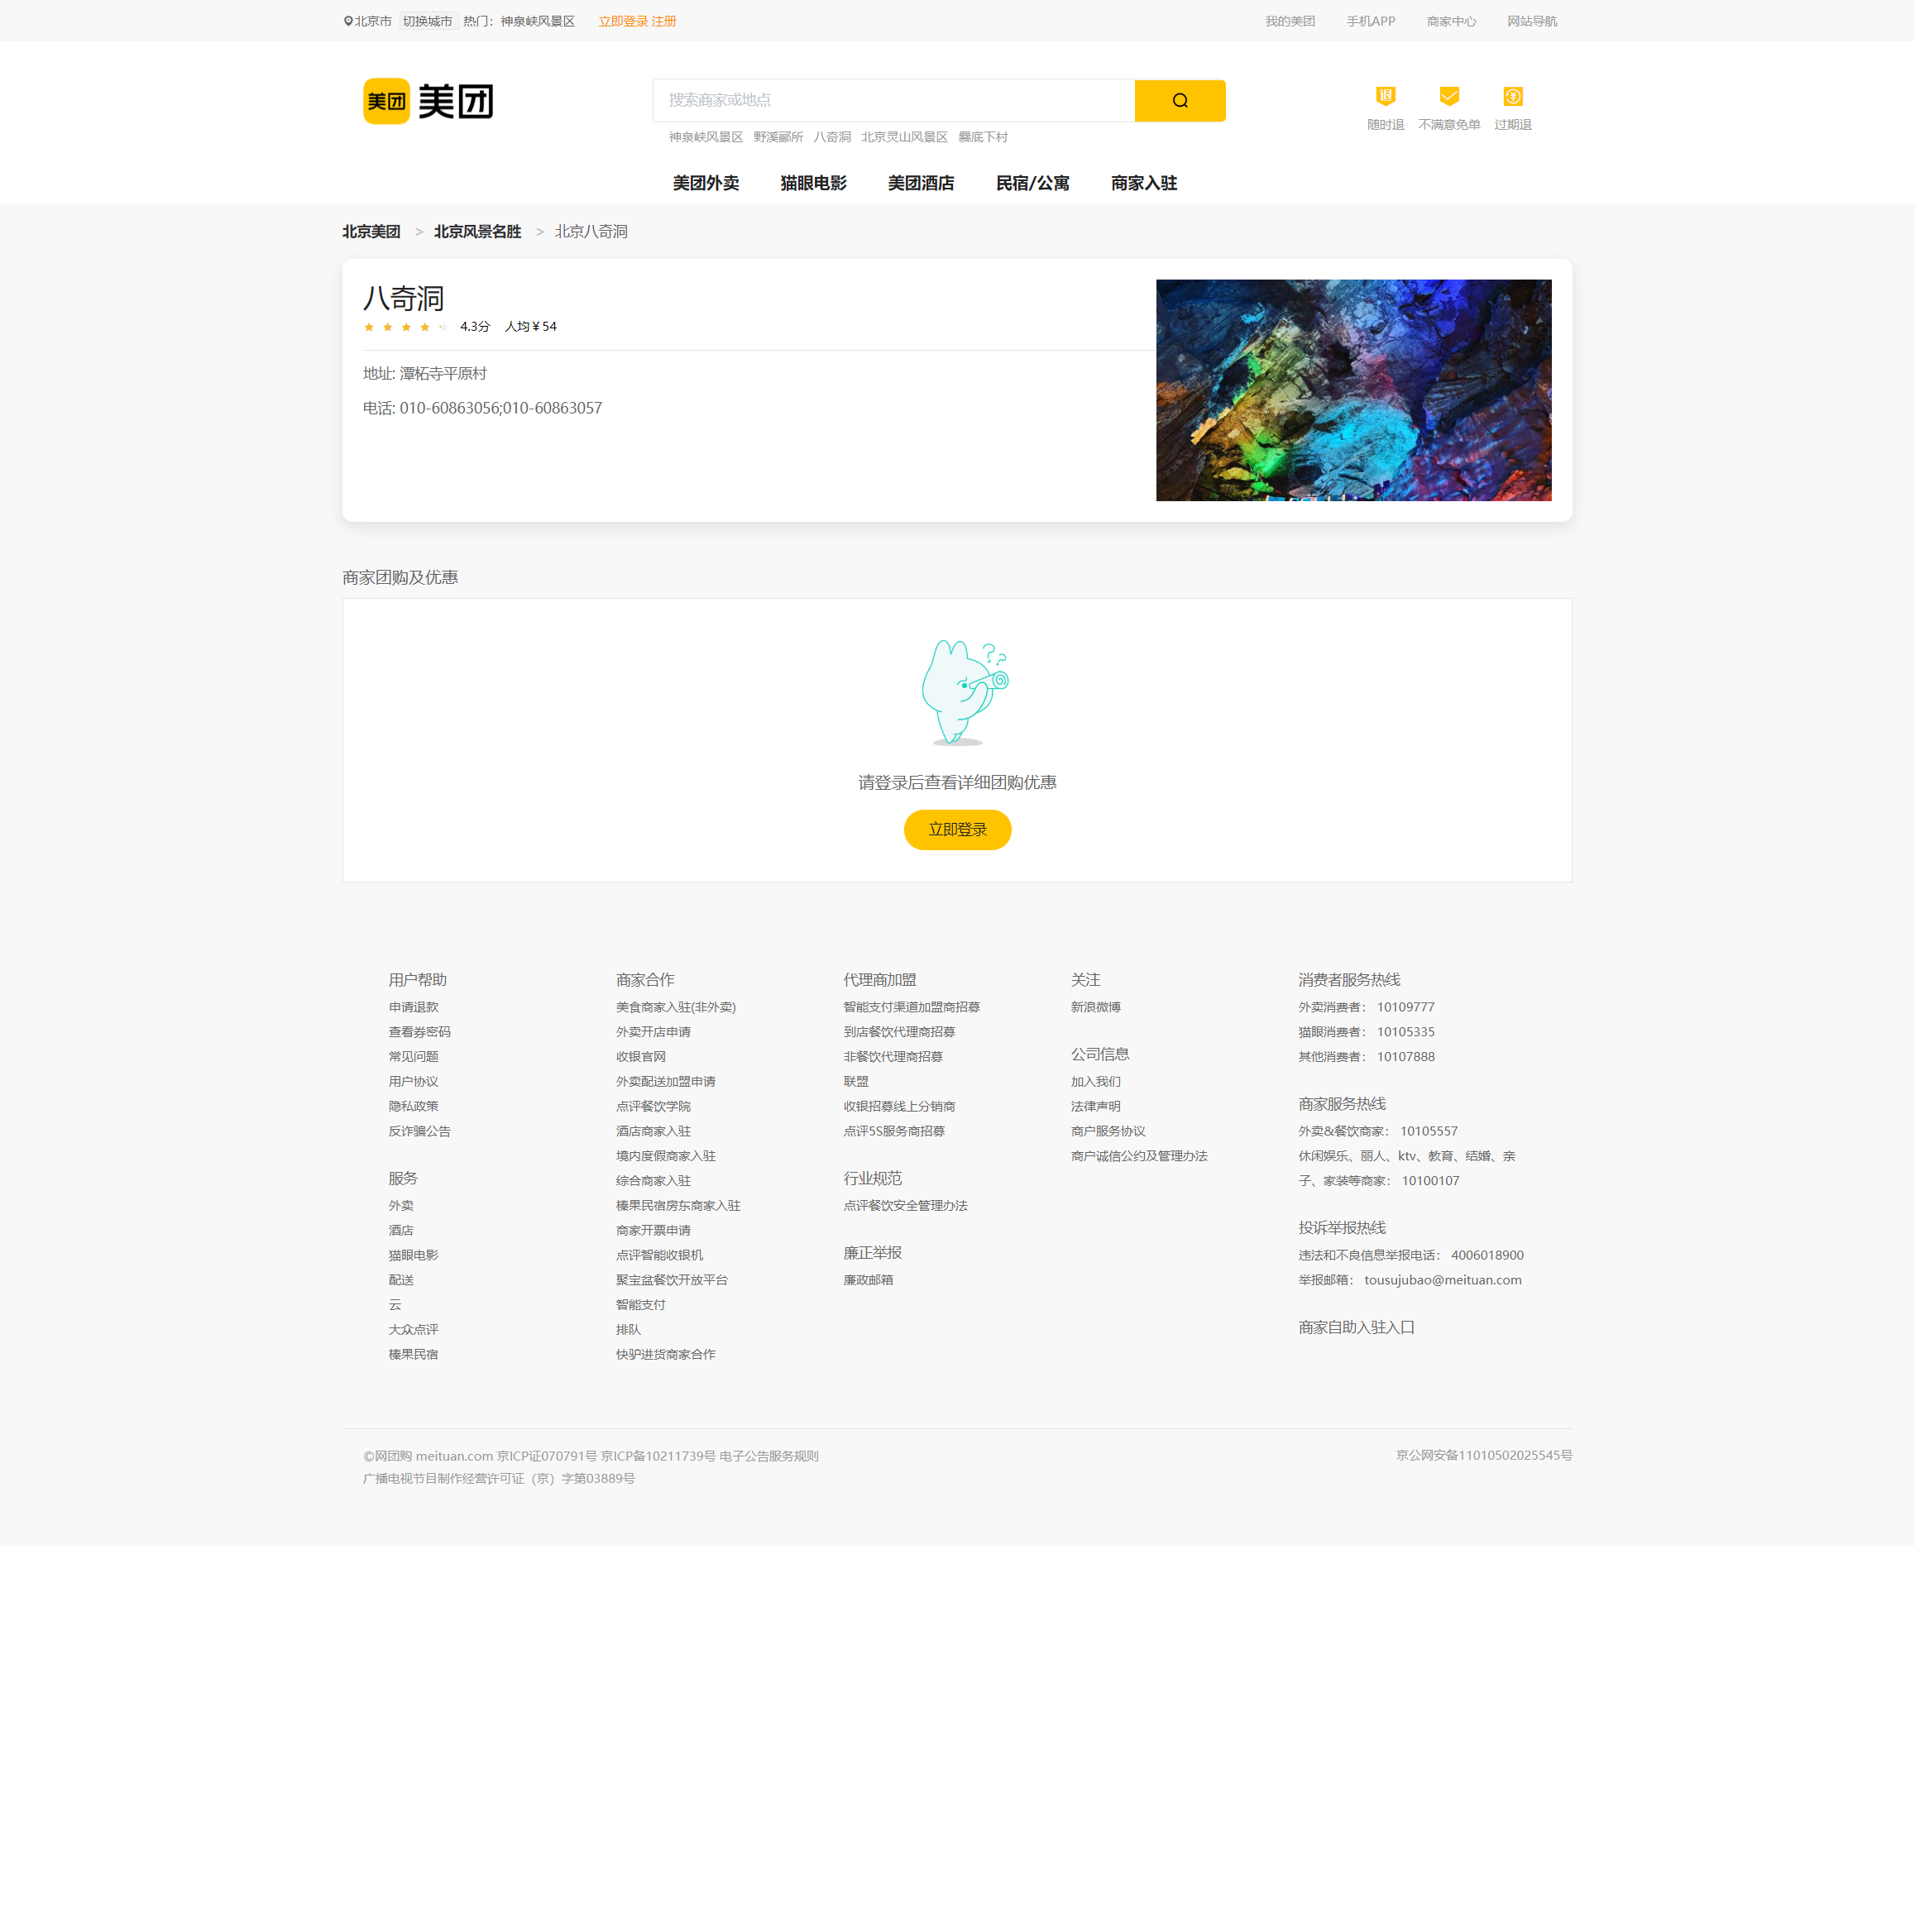 北京市 切换城市 热门： 神泉峡风景区 立即登录 注册
我的美团 手机APP 商家中心 网站导航
美团 美团
搜索商家或地点
神泉峡风景区 野溪郦所 八奇洞 北京灵山风景区 爨底下村
退
随时退 不满意免单 过期退
美团外卖 猫眼电影 美团酒店 民宿/公寓 商家入驻
北京美团 > 北京风景名胜 > 北京八奇洞
八奇洞
4.3分 人均￥54
地址: 潭柘寺平原村
电话: 010-60863056;010-60863057
商家团购及优惠
请登录后查看详细团购优惠
立即登录
用户帮助
申请退款
查看券密码
常见问题
用户协议
隐私政策
反诈骗公告
服务
外卖
酒店
猫眼电影
配送
云
大众点评
榛果民宿
商家合作
美食商家入驻(非外卖)
外卖开店申请
收银官网
外卖配送加盟申请
点评餐饮学院
酒店商家入驻
境内度假商家入驻
综合商家入驻
榛果民宿房东商家入驻
商家开票申请
点评智能收银机
聚宝盆餐饮开放平台
智能支付
排队
快驴进货商家合作
代理商加盟
智能支付渠道加盟商招募
到店餐饮代理商招募
非餐饮代理商招募
联盟
收银招募线上分销商
点评5S服务商招募
行业规范
点评餐饮安全管理办法
廉正举报
廉政邮箱
关注
新浪微博
公司信息
加入我们
法律声明
商户服务协议
商户诚信公约及管理办法
消费者服务热线
外卖消费者： 10109777
猫眼消费者： 10105335
其他消费者： 10107888
商家服务热线
外卖&餐饮商家： 10105557
休闲娱乐、丽人、ktv、教育、结婚、亲
子、家装等商家： 10100107
投诉举报热线
违法和不良信息举报电话： 4006018900
举报邮箱： tousujubao@meituan.com
商家自助入驻入口
©网团购 meituan.com 京ICP证070791号 京ICP备10211739号 电子公告服务规则
广播电视节目制作经营许可证（京）字第03889号
京公网安备11010502025545号